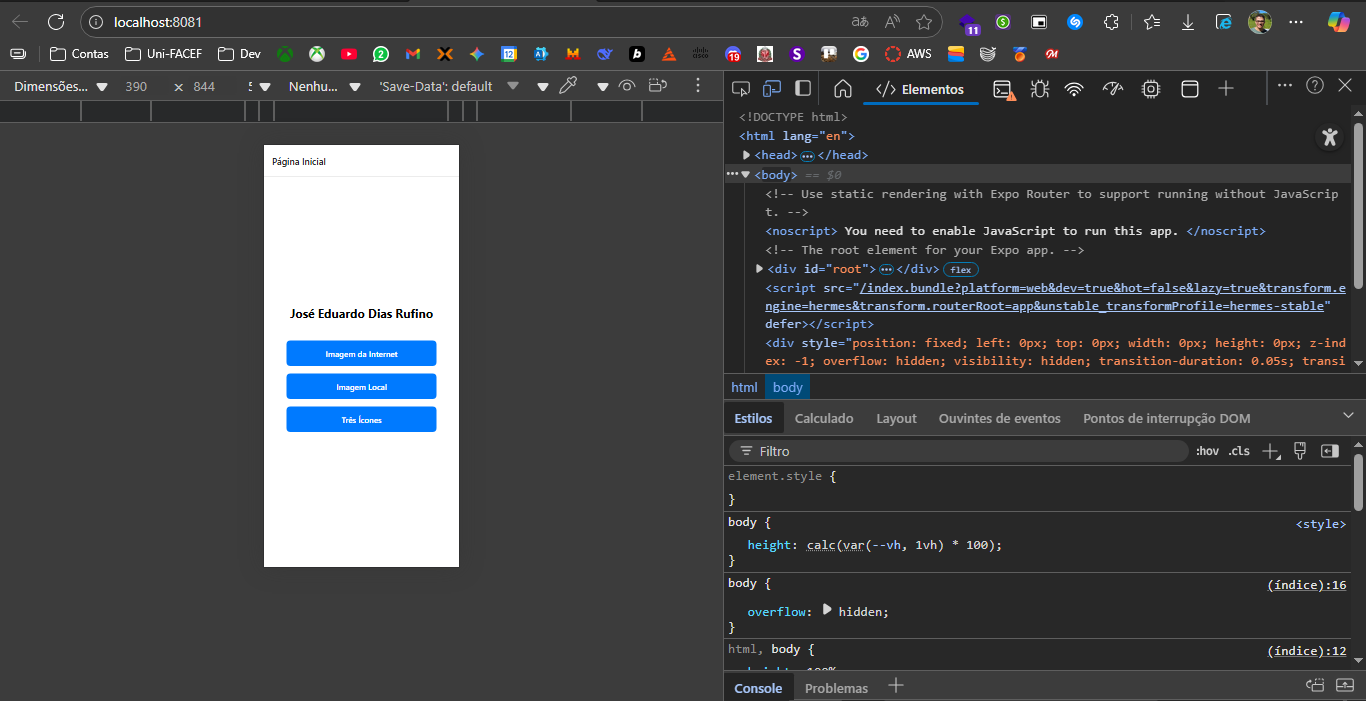 localhost:8081
11
Contas
Uni-FACEF
Dev
2
12
19
AWS
Dimensões...
390
×
844
Nenhu...
'Save-Data': default
Elementos
<!DOCTYPE html>
<html lang="en">
<head>
</head>
<body> == $0
<!-- Use static rendering with Expo Router to support running without JavaScrip
t. -->
<noscript> You need to enable JavaScript to run this app. </noscript>
<!-- The root element for your Expo app. -->
<div id="root">
</div>
flex
<script src="/index.bundle?platform=web&dev=true&hot=false&lazy=true&transform.e
ngine=hermes&transform.routerRoot=app&unstable_transformProfile=hermes-stable"
defer></script>
<div style="position: fixed; left: 0px; top: 0px; width: 0px; height: 0px; z-ind
ex: -1; overflow: hidden; visibility: hidden; transition-duration: 0.05s; transi
html
body
Página Inicial
José Eduardo Dias Rufino
Imagem da Internet
Imagem Local
Três Ícones
Estilos
Calculado
Layout
Ouvintes de eventos
Pontos de interrupção DOM
Filtro
:hov
.cls
element.style {
}
body {
<style>
height: calc(var(--vh, 1vh) * 100);
}
body {
(índice):16
overflow: hidden;
}
html, body {
(índice):12
Console
Problemas